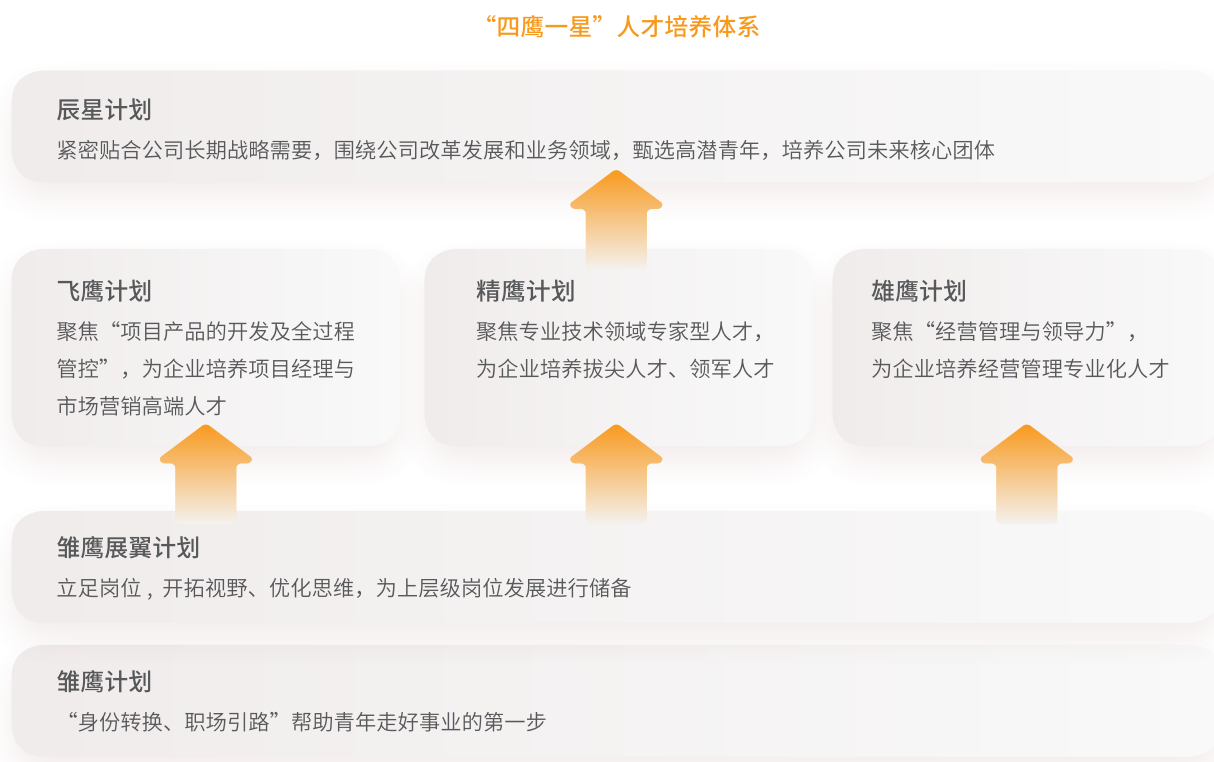 “四鹰一星”人才培养体系
辰星计划
紧密贴合公司长期战略需要，围绕公司改革发展和业务领域，甄选高潜青年，培养公司未来核心团体
飞鹰计划
聚焦“项目产品的开发及全过程
管控”，为企业培养项目经理与
市场营销高端人才
精鹰计划
聚焦专业技术领域专家型人才，
为企业培养拔尖人才、领军人才
雄鹰计划
聚焦“经营管理与领导力”，
为企业培养经营管理专业化人才
雏鹰展翼计划
立足岗位，开拓视野、优化思维，为上层级岗位发展进行储备
雏鹰计划
“身份转换、职场引路”帮助青年走好事业的第一步